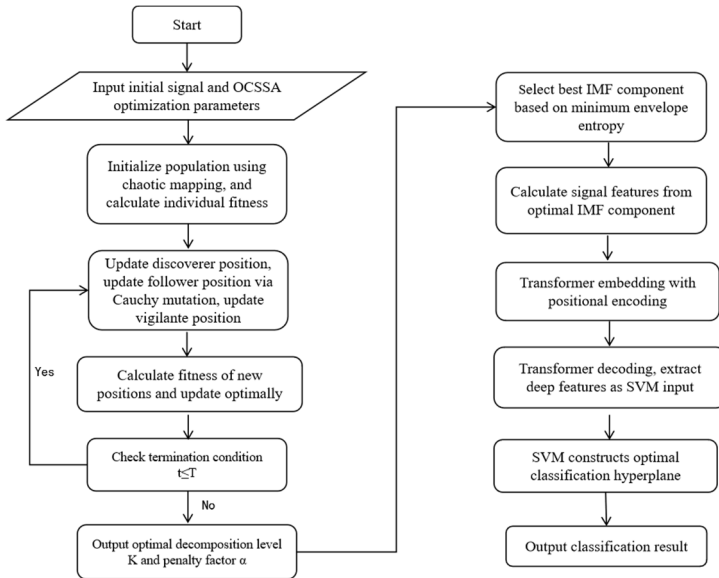 Start
Input initial signal and OCSSA
optimization parameters
Initialize population using
chaotic mapping, and
calculate individual fitness
Update discoverer position,
update follower position via
Cauchy mutation, update
vigilante position
Yes
Calculate fitness of new
positions and update optimally
Check termination condition
t≤T
No
Output optimal decomposition level
K and penalty factor α
Select best IMF component
based on minimum envelope
entropy
Calculate signal features from
optimal IMF component
Transformer embedding with
positional encoding
Transformer decoding, extract
deep features as SVM input
SVM constructs optimal
classification hyperplane
Output classification result